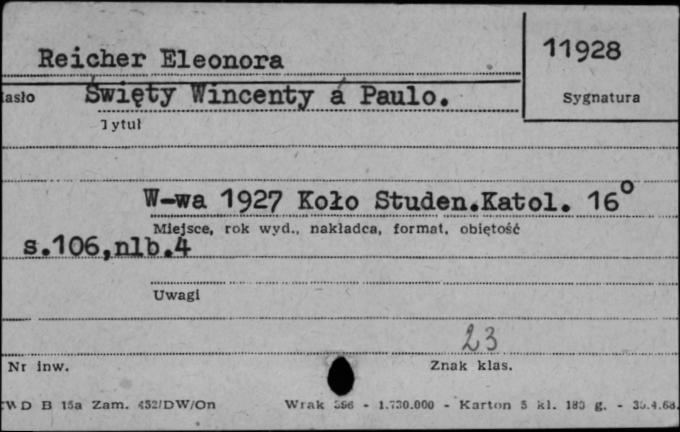 Reicher Eleonora
11928
asło Święty Wincenty á Paulo.
Sygnatura
Tytuł
W-wa 1927 Koło Studen.Katol. 16°
Miejsce, rok wyd., nakładca, format, objętość
s.106,nlb.4
Uwagi
23
Nr inw.
Znak klas.
WD B 15a Zam. 452/DW/On Wrak 396 - 1.730.000 - Karton 5 kl. 180 g. -